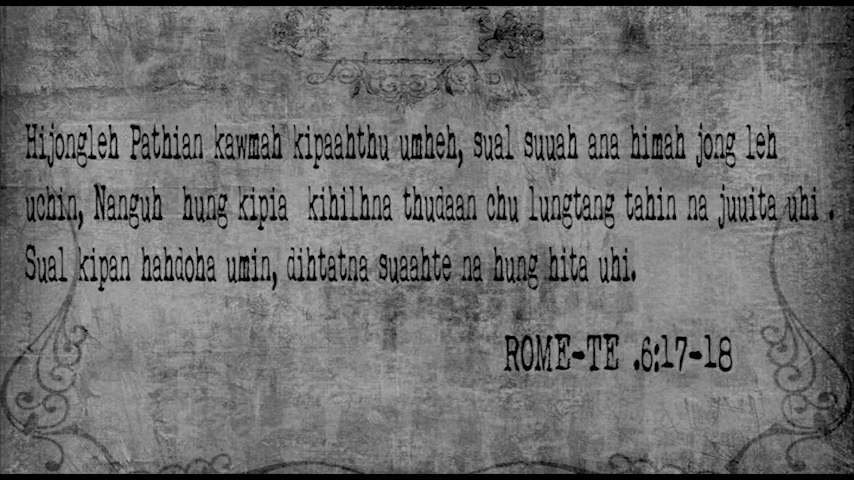 Hijongleh Pathian kawmah kipaahthu umheh, sual suuah ana himah jong leh
uchin, Nanguh hung kipia kihilhna thudaan chu lungtang tahin na juuita uhi .
Sual kipan hahdoha umin, dihtatna suaahte na hung hita uhi.
ROME-TE .6:17-18